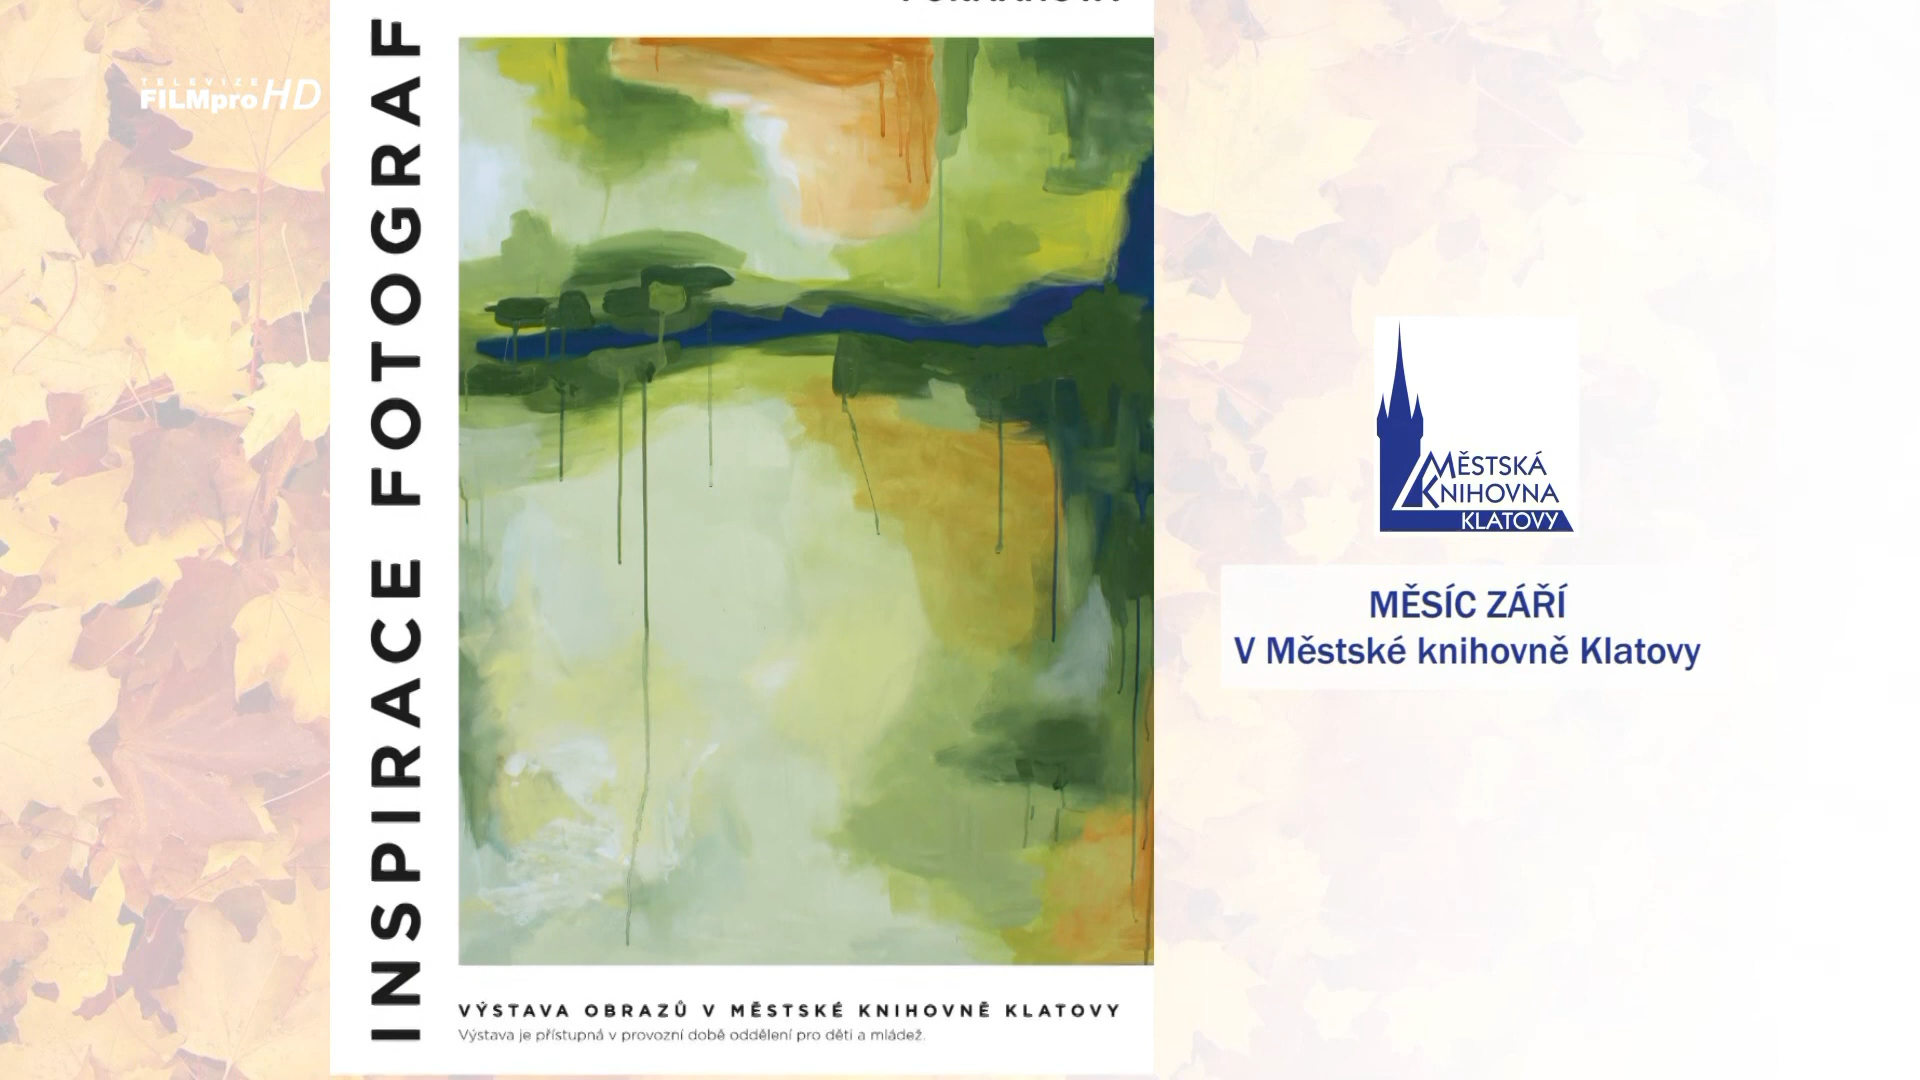 TELEVIZE
FILMpro HD
INSPIRACE FOTOGRAF
VÝSTAVA OBRAZŮ V MĚSTSKÉ KNIHOVNĚ KLATOVY
Výstava je přístupná v provozní době oddělení pro děti a mládež.
MĚSTSKÁ
KNIHOVNA
KLATOVY
MĚSÍC ZÁŘÍ
V Městské knihovně Klatovy